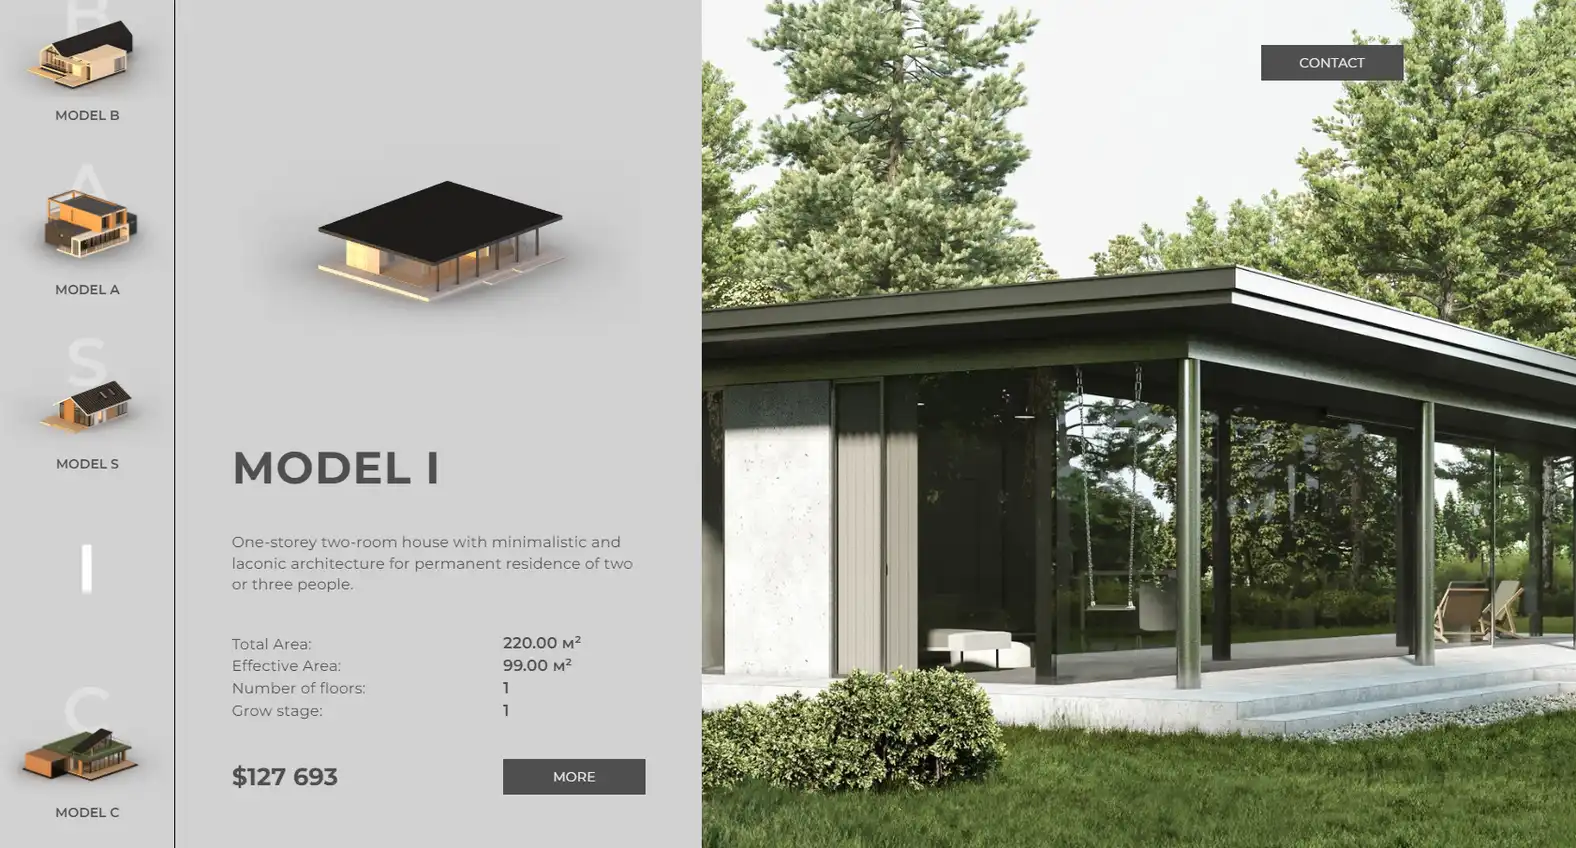 B
MODEL B
A
MODEL A
S
MODEL S
I
C
MODEL C
MODEL I
One-storey two-room house with minimalistic and
laconic architecture for permanent residence of two
or three people.
Total Area: 220.00 м²
Effective Area: 99.00 м²
Number of floors: 1
Grow stage: 1
$127 693
MORE
CONTACT